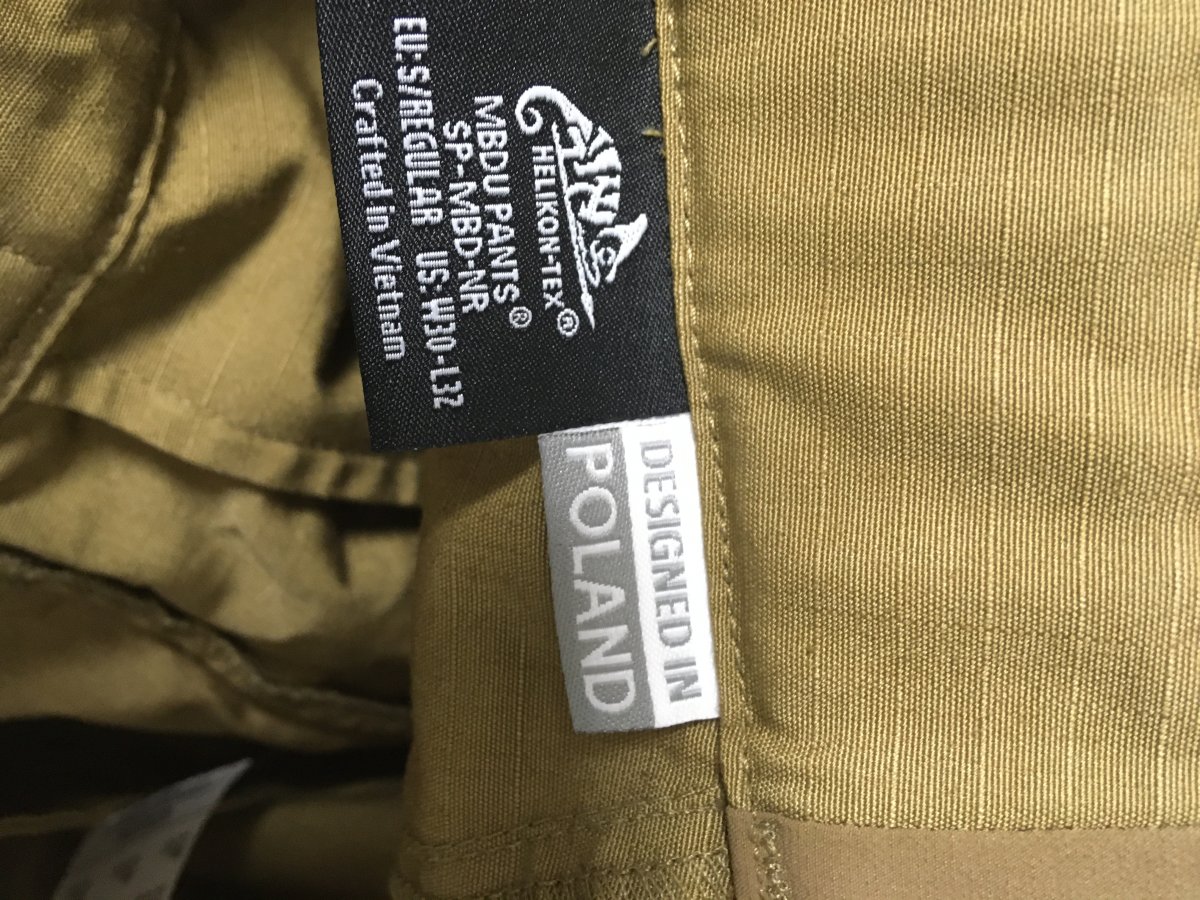 HELIKON-TEX®
MBDU PANTS®
SP-MBD-NR
EU:S/REGULAR US:W30-L32
Crafted in Vietnam
DESIGNED IN
POLAND